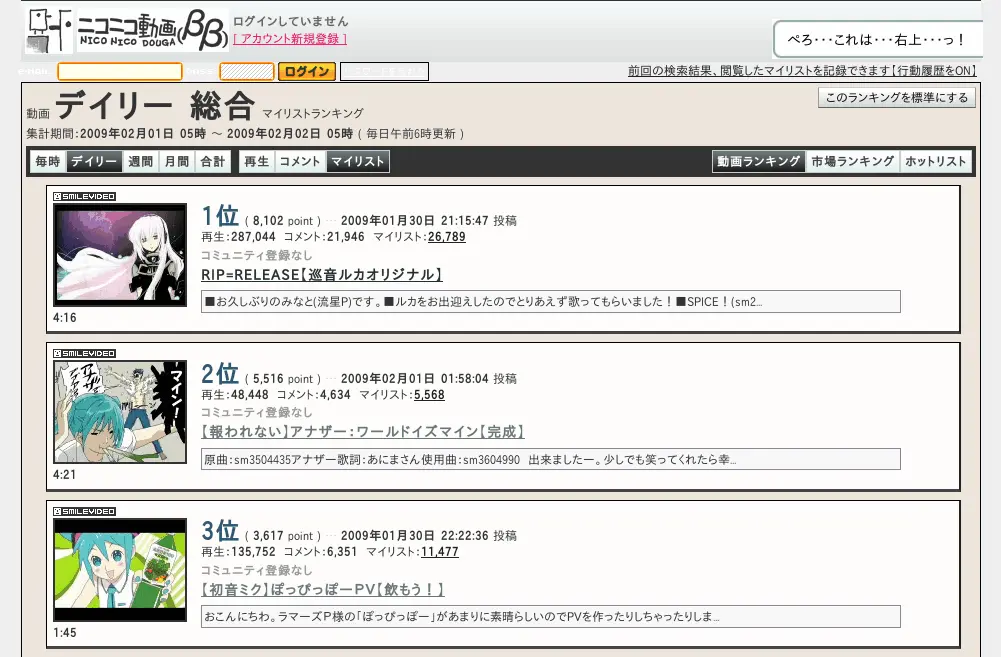 ニコニコ動画(ββ)
NICO NICO DOUGA
ログインしていません
[ アカウント新規登録 ]
ぺろ･･･これは･･･右上･･･っ！
ログイン
前回の検索結果、閲覧したマイリストを記録できます【行動履歴をON】
動画 デイリー 総合 マイリストランキング
このランキングを標準にする
集計期間：2009年02月01日 05時 ～ 2009年02月02日 05時 ( 毎日午前6時更新 )
毎時 デイリー 週間 月間 合計 再生 コメント マイリスト 動画ランキング 市場ランキング ホットリスト
SMILEVIDEO
1位 ( 8,102 point ) … 2009年01月30日 21:15:47 投稿
再生：287,044 コメント：21,946 マイリスト：26,789
コミュニティ登録なし
RIP=RELEASE【巡音ルカオリジナル】
■お久しぶりのみなと(流星P)です。■ルカをお出迎えしたのでとりあえず歌ってもらいました！■SPICE！(sm2...
4:16
SMILEVIDEO
アナザー
マイン！
2位 ( 5,516 point ) … 2009年02月01日 01:58:04 投稿
再生：48,448 コメント：4,634 マイリスト：5,568
コミュニティ登録なし
【報われない】アナザー：ワールドイズマイン【完成】
原曲：sm3504435アナザー歌詞：あにまさん使用曲：sm3604990 出来ましたー。少しでも笑ってくれたら幸...
4:21
SMILEVIDEO
3位 ( 3,617 point ) … 2009年01月30日 22:22:36 投稿
再生：135,752 コメント：6,351 マイリスト：11,477
コミュニティ登録なし
【初音ミク】ぽっぴっぽーPV【飲もう！】
おこんにちわ。ラマーズP様の｢ぽっぴっぽー｣があまりに素晴らしいのでPVを作ったりしちゃったりしま...
1:45